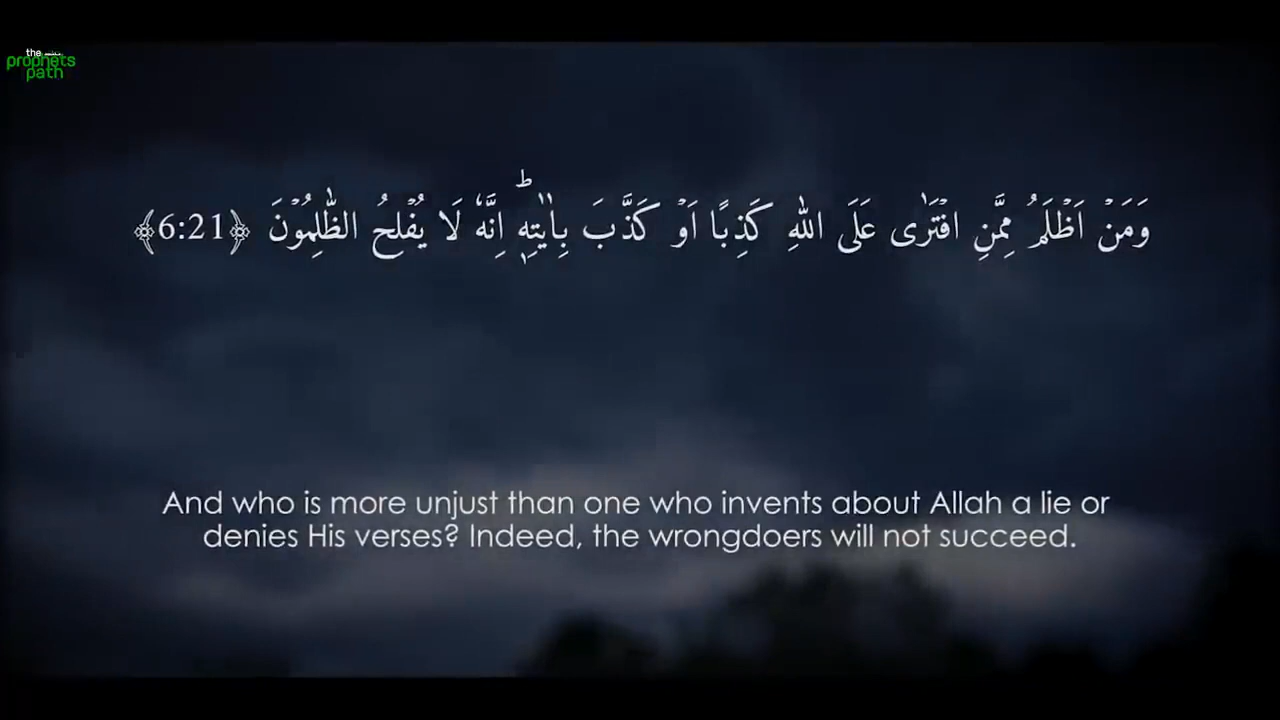 the
prophets
path
وَمَنۡ اَظۡلَمُ مِمَّنِ افۡتَرٰى عَلَى اللّٰهِ كَذِبًا اَوۡ كَذَّبَ بِاٰيٰتِهٖؕ اِنَّهٗ لَا يُفۡلِحُ الظّٰلِمُوۡنَ ﴿6:21﴾
And who is more unjust than one who invents about Allah a lie or
denies His verses? Indeed, the wrongdoers will not succeed.